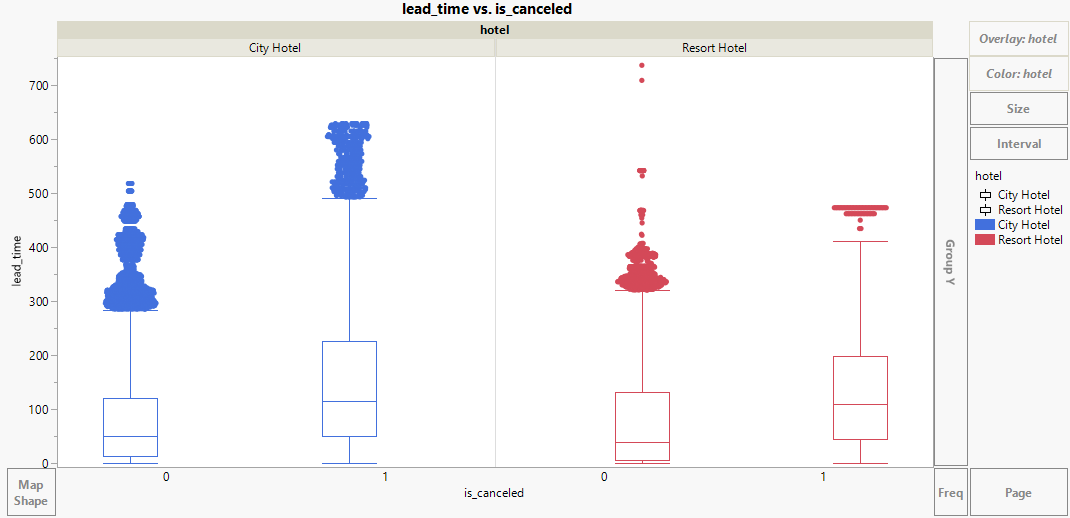 lead_time vs. is_canceled
hotel
City Hotel
Resort Hotel
Overlay: hotel
Color: hotel
Size
Interval
hotel
City Hotel
Resort Hotel
City Hotel
Resort Hotel
lead_time
700
600
500
400
300
200
100
0
Group Y
0
1
0
1
is_canceled
Map
Shape
Freq
Page